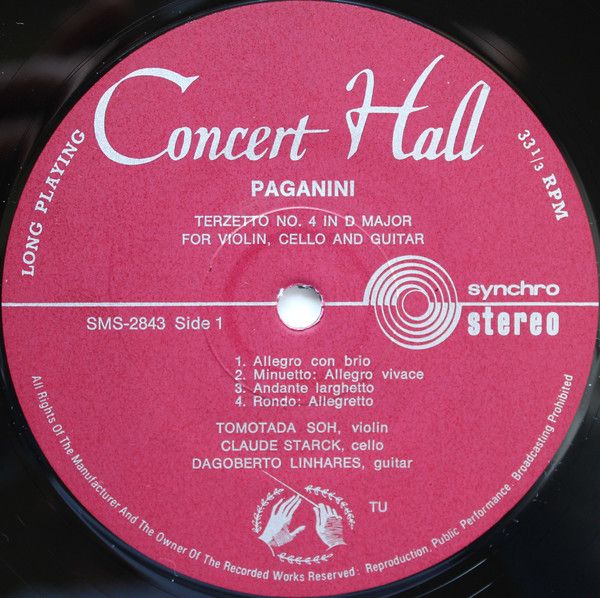 Concert Hall
LONG PLAYING
33 1/3 RPM
PAGANINI
TERZETTO NO. 4 IN D MAJOR
FOR VIOLIN, CELLO AND GUITAR
synchro
stereo
SMS-2843 Side 1
1. Allegro con brio
2. Minuetto: Allegro vivace
3. Andante larghetto
4. Rondo: Allegretto
TOMOTADA SOH, violin
CLAUDE STARCK, cello
DAGOBERTO LINHARES, guitar
TU
All Rights Of The Manufacturer And The Owner Of The Recorded Works Reserved: Reproduction, Public Performance, Broadcasting Prohibited